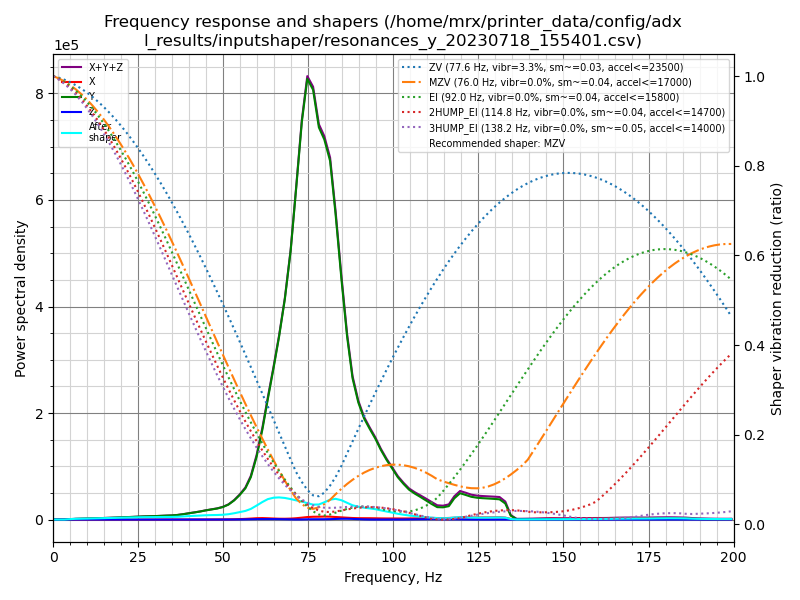 Frequency response and shapers (/home/mrx/printer_data/config/adx
l_results/inputshaper/resonances_y_20230718_155401.csv)
1e5
X+Y+Z
X
Y
Z
After
shaper
ZV (77.6 Hz, vibr=3.3%, sm~=0.03, accel<=23500)
MZV (76.0 Hz, vibr=0.0%, sm~=0.04, accel<=17000)
EI (92.0 Hz, vibr=0.0%, sm~=0.04, accel<=15800)
2HUMP_EI (114.8 Hz, vibr=0.0%, sm~=0.04, accel<=14700)
3HUMP_EI (138.2 Hz, vibr=0.0%, sm~=0.05, accel<=14000)
Recommended shaper: MZV
Power spectral density
8
6
4
2
0
1.0
0.8
0.6
0.4
0.2
0.0
Shaper vibration reduction (ratio)
0 25 50 75 100 125 150 175 200
Frequency, Hz